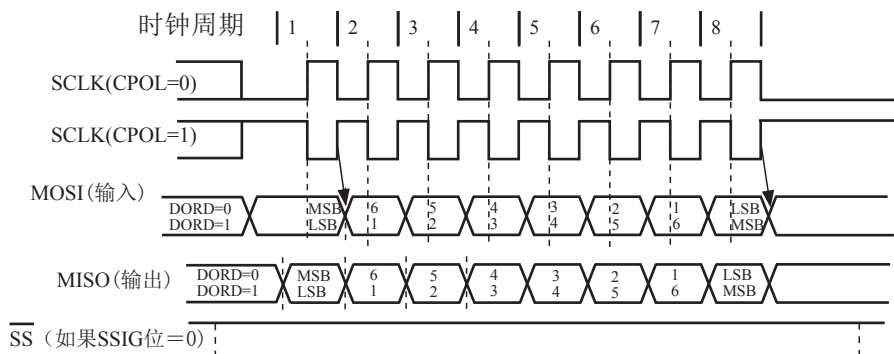 时钟周期 1 2 3 4 5 6 7 8
SCLK(CPOL=0)
SCLK(CPOL=1)
MOSI(输入)
DORD=0 MSB 6 5 4 3 2 1 LSB
DORD=1 LSB 1 2 3 4 5 6 MSB
MISO(输出)
DORD=0 MSB 6 5 4 3 2 1 LSB
DORD=1 LSB 1 2 3 4 5 6 MSB
SS (如果SSIG位=0)